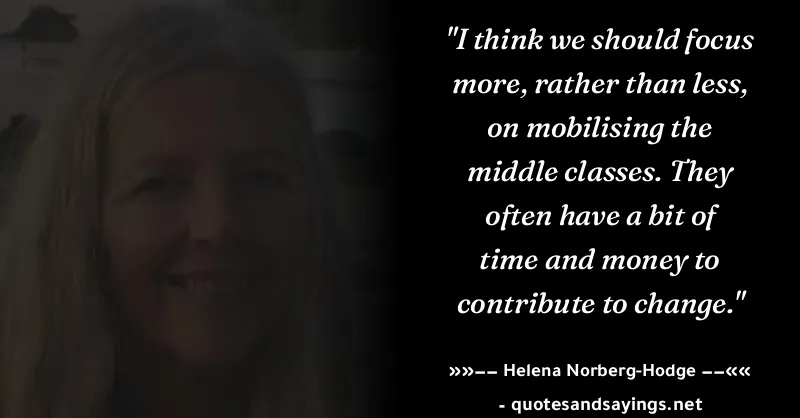 "I think we should focus
more, rather than less,
on mobilising the
middle classes. They
often have a bit of
time and money to
contribute to change."
»»–– Helena Norberg-Hodge ––««
- quotesandsayings.net